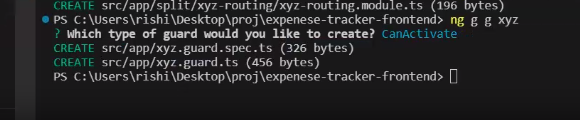 CREATE src/app/split/xyz-routing/xyz-routing.module.ts (196 bytes)
PS C:\Users\rishi\Desktop\proj\expenese-tracker-frontend> ng g g xyz
? Which type of guard would you like to create? CanActivate
CREATE src/app/xyz.guard.spec.ts (326 bytes)
CREATE src/app/xyz.guard.ts (456 bytes)
PS C:\Users\rishi\Desktop\proj\expenese-tracker-frontend>